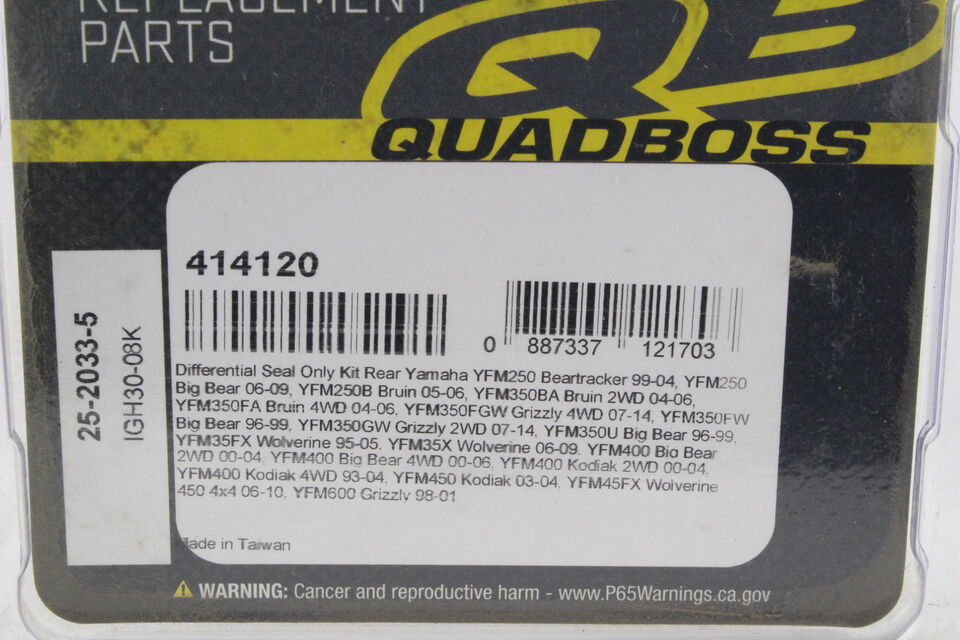 REPLACEMENT
PARTS
QB
QUADBOSS
414120
0 887337 121703
Differential Seal Only Kit Rear Yamaha YFM250 Beartracker 99-04, YFM250
Big Bear 06-09, YFM250B Bruin 05-06, YFM350BA Bruin 2WD 04-06,
YFM350FA Bruin 4WD 04-06, YFM350FGW Grizzly 4WD 07-14, YFM350FW
Big Bear 96-99, YFM350GW Grizzly 2WD 07-14, YFM350U Big Bear 96-99,
YFM35FX Wolverine 95-05, YFM35X Wolverine 06-09, YFM400 Big Bear
2WD 00-04, YFM400 Big Bear 4WD 00-06, YFM400 Kodiak 2WD 00-04,
YFM400 Kodiak 4WD 93-04, YFM450 Kodiak 03-04, YFM45FX Wolverine
450 4x4 06-10, YFM600 Grizzly 98-01
Made in Taiwan
25-2033-5
IGH30-08K
WARNING: Cancer and reproductive harm - www.P65Warnings.ca.gov